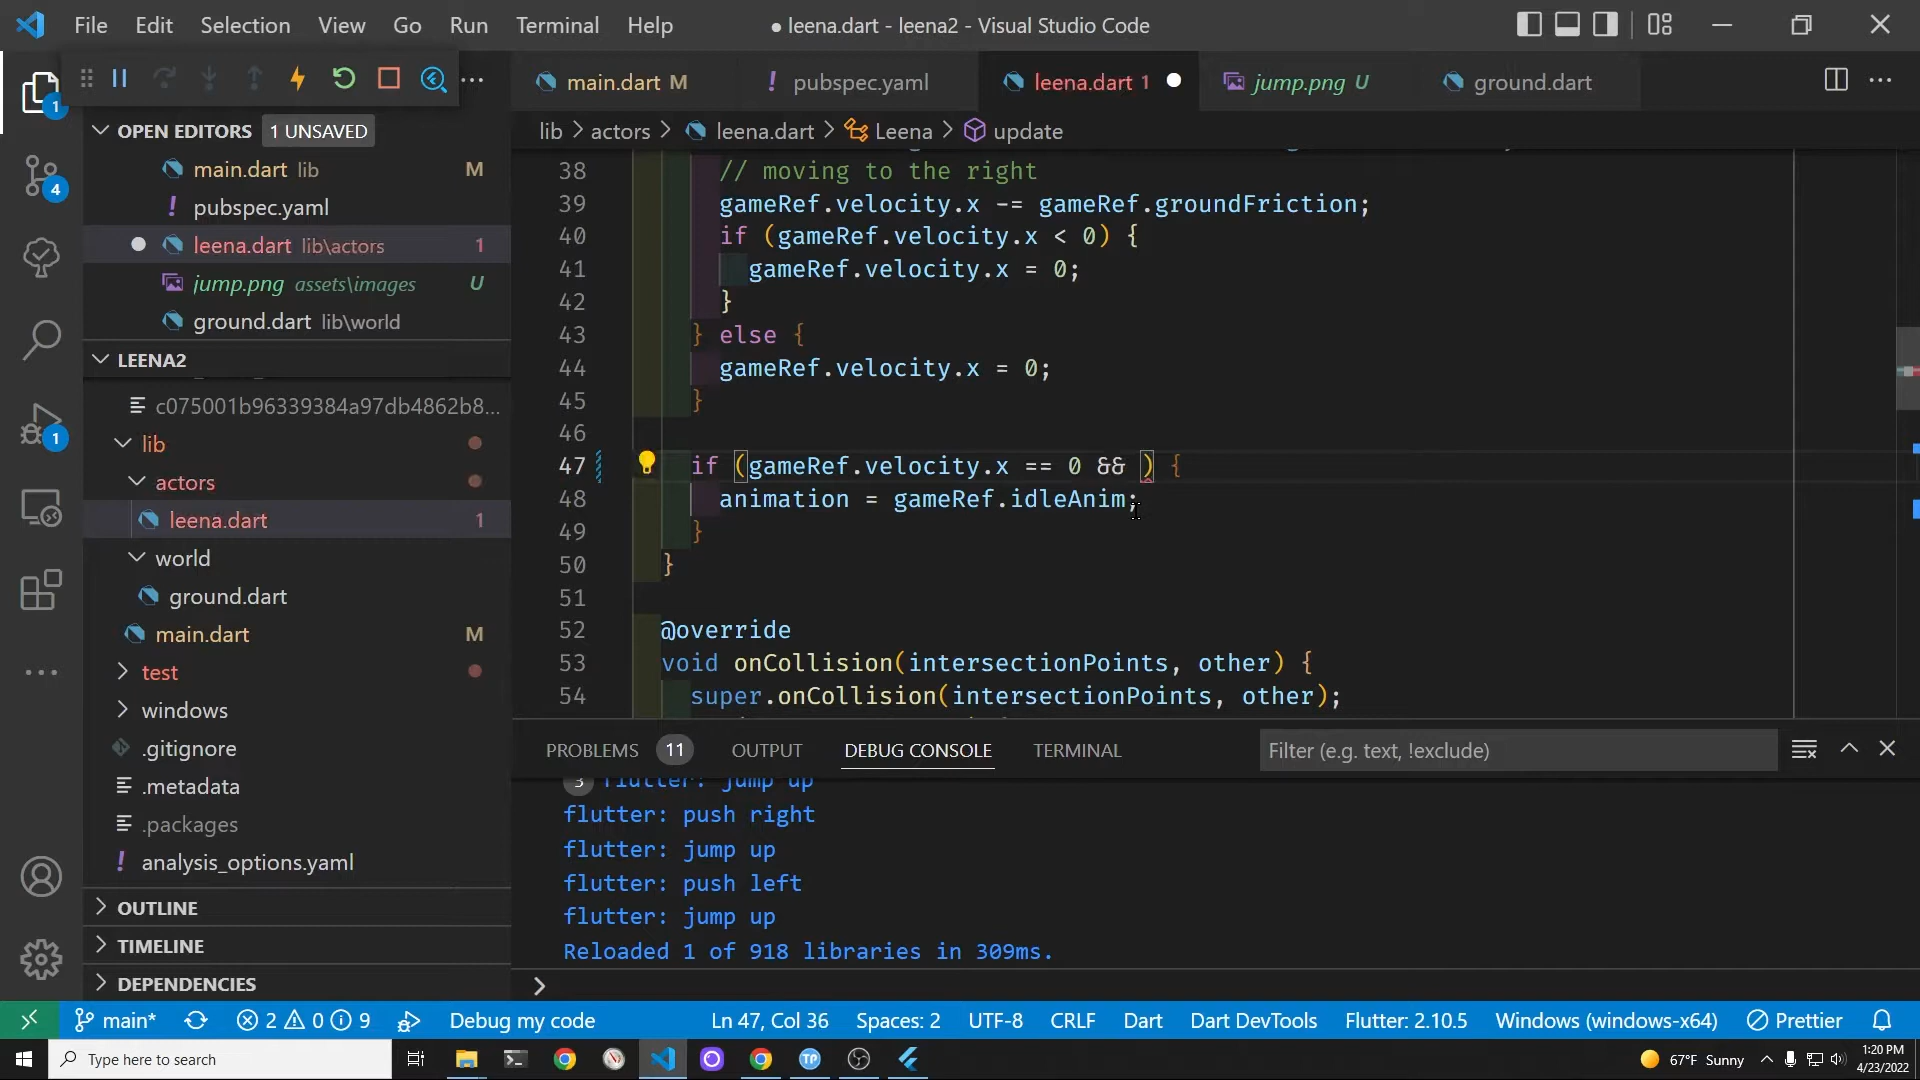 File Edit Selection View Go Run Terminal Help
● leena.dart - leena2 - Visual Studio Code
main.dart M
! pubspec.yaml
leena.dart 1
jump.png U
ground.dart
lib > actors > leena.dart > Leena > update
1
OPEN EDITORS 1 UNSAVED
main.dart lib M
! pubspec.yaml
leena.dart lib\actors 1
jump.png assets\images U
ground.dart lib\world
4
LEENA2
c075001b96339384a97db4862b8...
1
lib
actors
leena.dart 1
world
ground.dart
main.dart M
test
windows
.gitignore
.metadata
.packages
! analysis_options.yaml
OUTLINE
TIMELINE
DEPENDENCIES
38 // moving to the right
39 gameRef.velocity.x -= gameRef.groundFriction;
40 if (gameRef.velocity.x < 0) {
41 gameRef.velocity.x = 0;
42 }
43 } else {
44 gameRef.velocity.x = 0;
45 }
46
47 if (gameRef.velocity.x == 0 && ) {
48 animation = gameRef.idleAnim;
49 }
50 }
51
52 @override
53 void onCollision(intersectionPoints, other) {
54 super.onCollision(intersectionPoints, other);
PROBLEMS 11 OUTPUT DEBUG CONSOLE TERMINAL
Filter (e.g. text, !exclude)
3 flutter: jump up
flutter: push right
flutter: jump up
flutter: push left
flutter: jump up
Reloaded 1 of 918 libraries in 309ms.
main* 2 0 9 Debug my code
Ln 47, Col 36 Spaces: 2 UTF-8 CRLF Dart Dart DevTools Flutter: 2.10.5 Windows (windows-x64) Prettier
Type here to search
TP
67°F Sunny
1:20 PM
4/23/2022